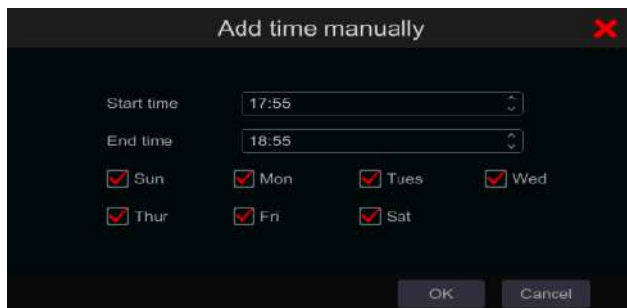 Add time manually
Start time 17:55
End time 18:55
Sun Mon Tues Wed
Thur Fri Sat
OK Cancel